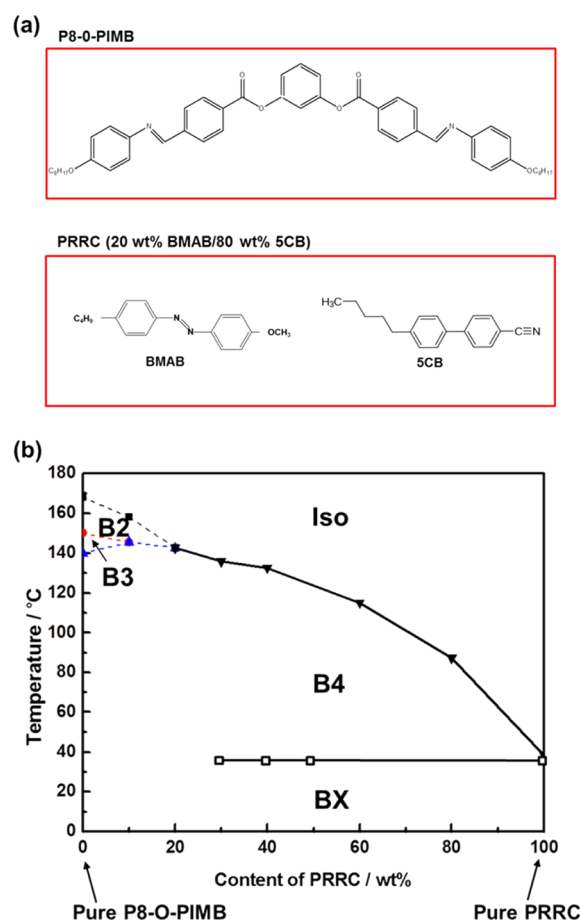 (a)
P8-0-PIMB
O
O
O
O
N
N
C₈H₁₇
O
O
C₈H₁₇
PRRC (20 wt% BMAB/80 wt% 5CB)
C₄H₉
N
N
OCH₃
BMAB
H₃C
C≡N
5CB
(b)
180
160
140
120
100
80
60
40
20
0
Temperature / °C
B2
B3
Iso
B4
BX
0 20 40 60 80 100
Content of PRRC / wt%
Pure P8-O-PIMB
Pure PRRC